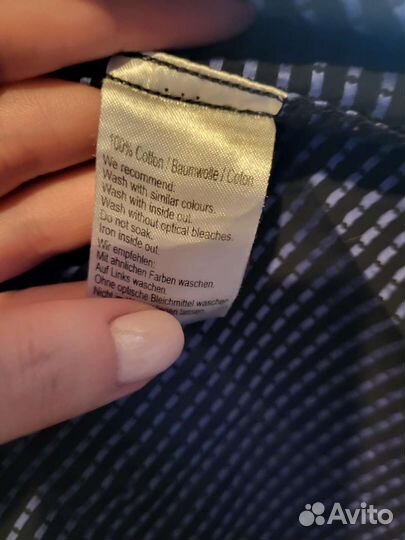 100% Cotton / Baumwolle / Coton
We recommend:
Wash with similar colours.
Wash with inside out.
Wash without optical bleaches.
Do not soak.
Iron inside out.
Wir empfehlen:
Mit ähnlichen Farben waschen.
Auf Links waschen.
Ohne optische Bleichmittel waschen
Nicht lassen.
Avito